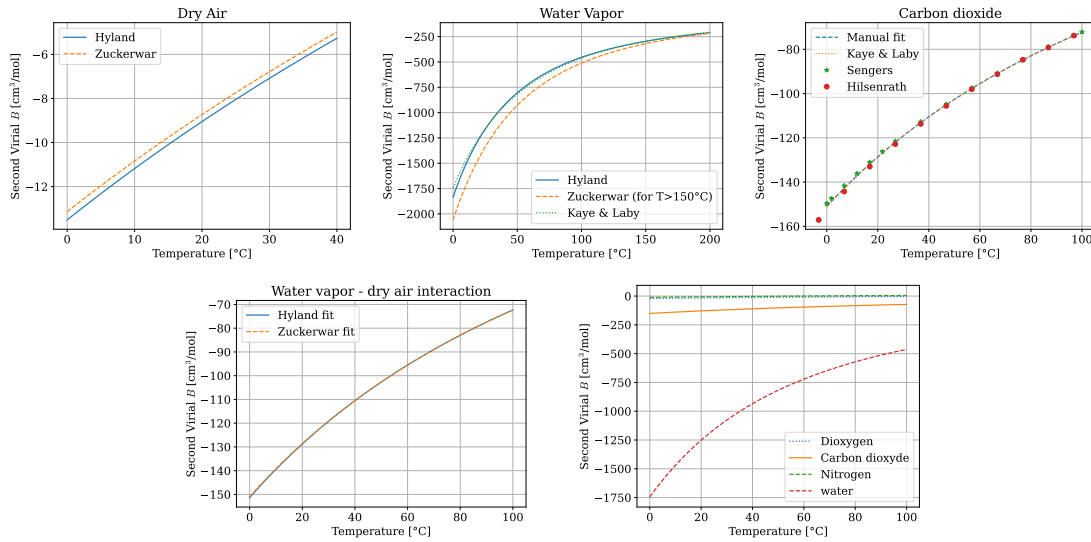 Dry Air
Hyland
Zuckerwar
−6
−8
−10
−12
0
10
20
30
40
Temperature [°C]
Second Virial B [cm³/mol]
Water Vapor
−250
−500
−750
−1000
−1250
−1500
−1750
−2000
Hyland
Zuckerwar (for T>150°C)
Kaye & Laby
0
50
100
150
200
Temperature [°C]
Second Virial B [cm³/mol]
Carbon dioxide
Manual fit
Kaye & Laby
Sengers
Hilsenrath
−80
−100
−120
−140
−160
0
20
40
60
80
100
Temperature [°C]
Second Virial B [cm³/mol]
Water vapor - dry air interaction
Hyland fit
Zuckerwar fit
−70
−80
−90
−100
−110
−120
−130
−140
−150
0
20
40
60
80
100
Temperature [°C]
Second Virial B [cm³/mol]
0
−250
−500
−750
−1000
−1250
−1500
−1750
Dioxygen
Carbon dioxyde
Nitrogen
water
0
20
40
60
80
100
Temperature [°C]
Second Virial B [cm³/mol]